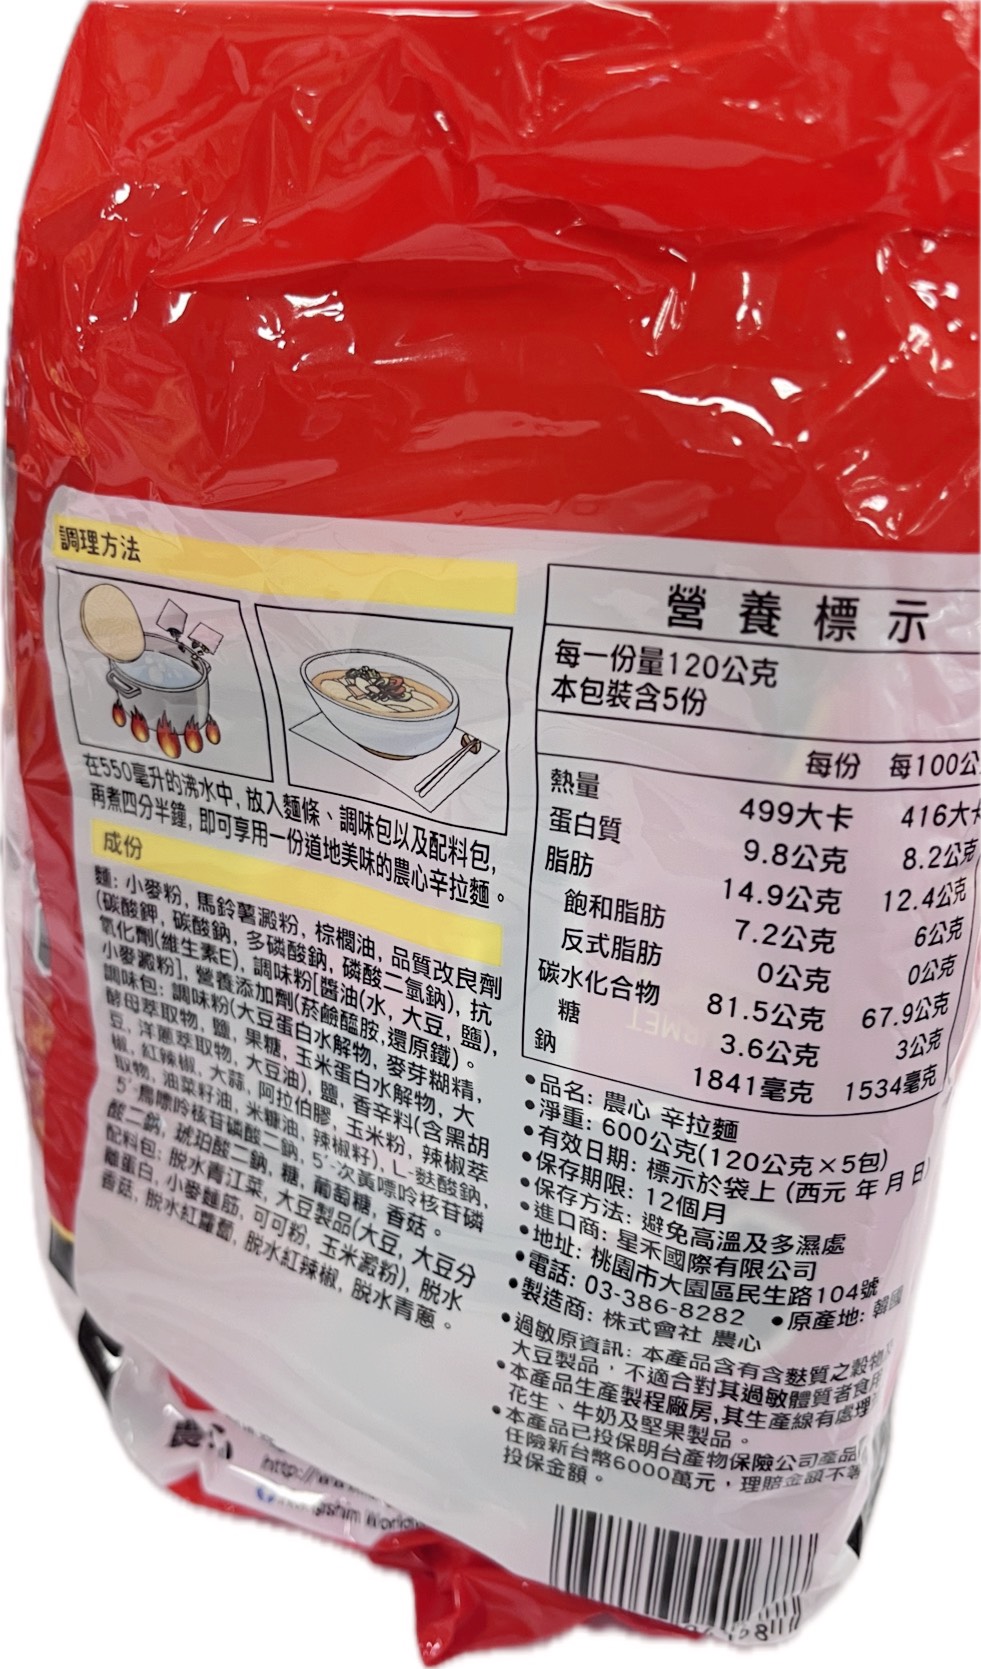 調理方法
在550毫升的沸水中, 放入麵條、調味包以及配料包,
再煮四分半鐘, 即可享用一份道地美味的農心辛拉麵。
成份
麵: 小麥粉, 馬鈴薯澱粉, 棕櫚油, 品質改良劑
(碳酸鉀, 碳酸鈉, 多磷酸鈉, 磷酸二氫鈉), 抗
氧化劑(維生素E), 調味粉[醬油(水, 大豆, 鹽),
小麥澱粉], 營養添加劑(菸鹼醯胺, 還原鐵)。
調味包: 調味粉(大豆蛋白水解物, 麥芽糊精,
酵母萃取物, 鹽, 果糖, 玉米蛋白水解物, 大
豆, 洋蔥萃取物, 大豆油), 鹽, 香辛料(含黑胡
椒, 紅辣椒, 大蒜, 阿拉伯膠, 玉米粉, 辣椒萃
取物, 油菜籽油, 米糠油, 辣椒籽), L-麩酸鈉,
5'-鳥嘌呤核苷磷酸二鈉, 5'-次黃嘌呤核苷磷
酸二鈉, 琥珀酸二鈉, 糖, 葡萄糖, 香菇。
配料包: 脫水青江菜, 大豆製品(大豆, 大豆分
離蛋白, 小麥麵筋, 可可粉, 玉米澱粉), 脫水
香菇, 脫水紅蘿蔔, 脫水紅辣椒, 脫水青蔥。
營養標示
每一份量120公克
本包裝含5份
每份 每100公
熱量 499大卡 416大卡
蛋白質 9.8公克 8.2公克
脂肪 14.9公克 12.4公克
飽和脂肪 7.2公克 6公克
反式脂肪 0公克 0公克
碳水化合物 81.5公克 67.9公克
糖 3.6公克 3公克
鈉 1841毫克 1534毫克
•品名: 農心 辛拉麵
•淨重: 600公克(120公克×5包)
•有效日期: 標示於袋上 (西元 年 月 日)
•保存期限: 12個月
•保存方法: 避免高溫及多濕處
•進口商: 星禾國際有限公司
•地址: 桃園市大園區民生路104號
•電話: 03-386-8282 •原產地: 韓國
•製造商: 株式會社 農心
•過敏原資訊: 本產品含有含麩質之穀物及
大豆製品，不適合對其過敏體質者食用
•本產品生產製程廠房, 其生產線有處理
花生、牛奶及堅果製品。
•本產品已投保明台產物保險公司產品
任險新台幣6000萬元，理賠金額不等
投保金額。
http://